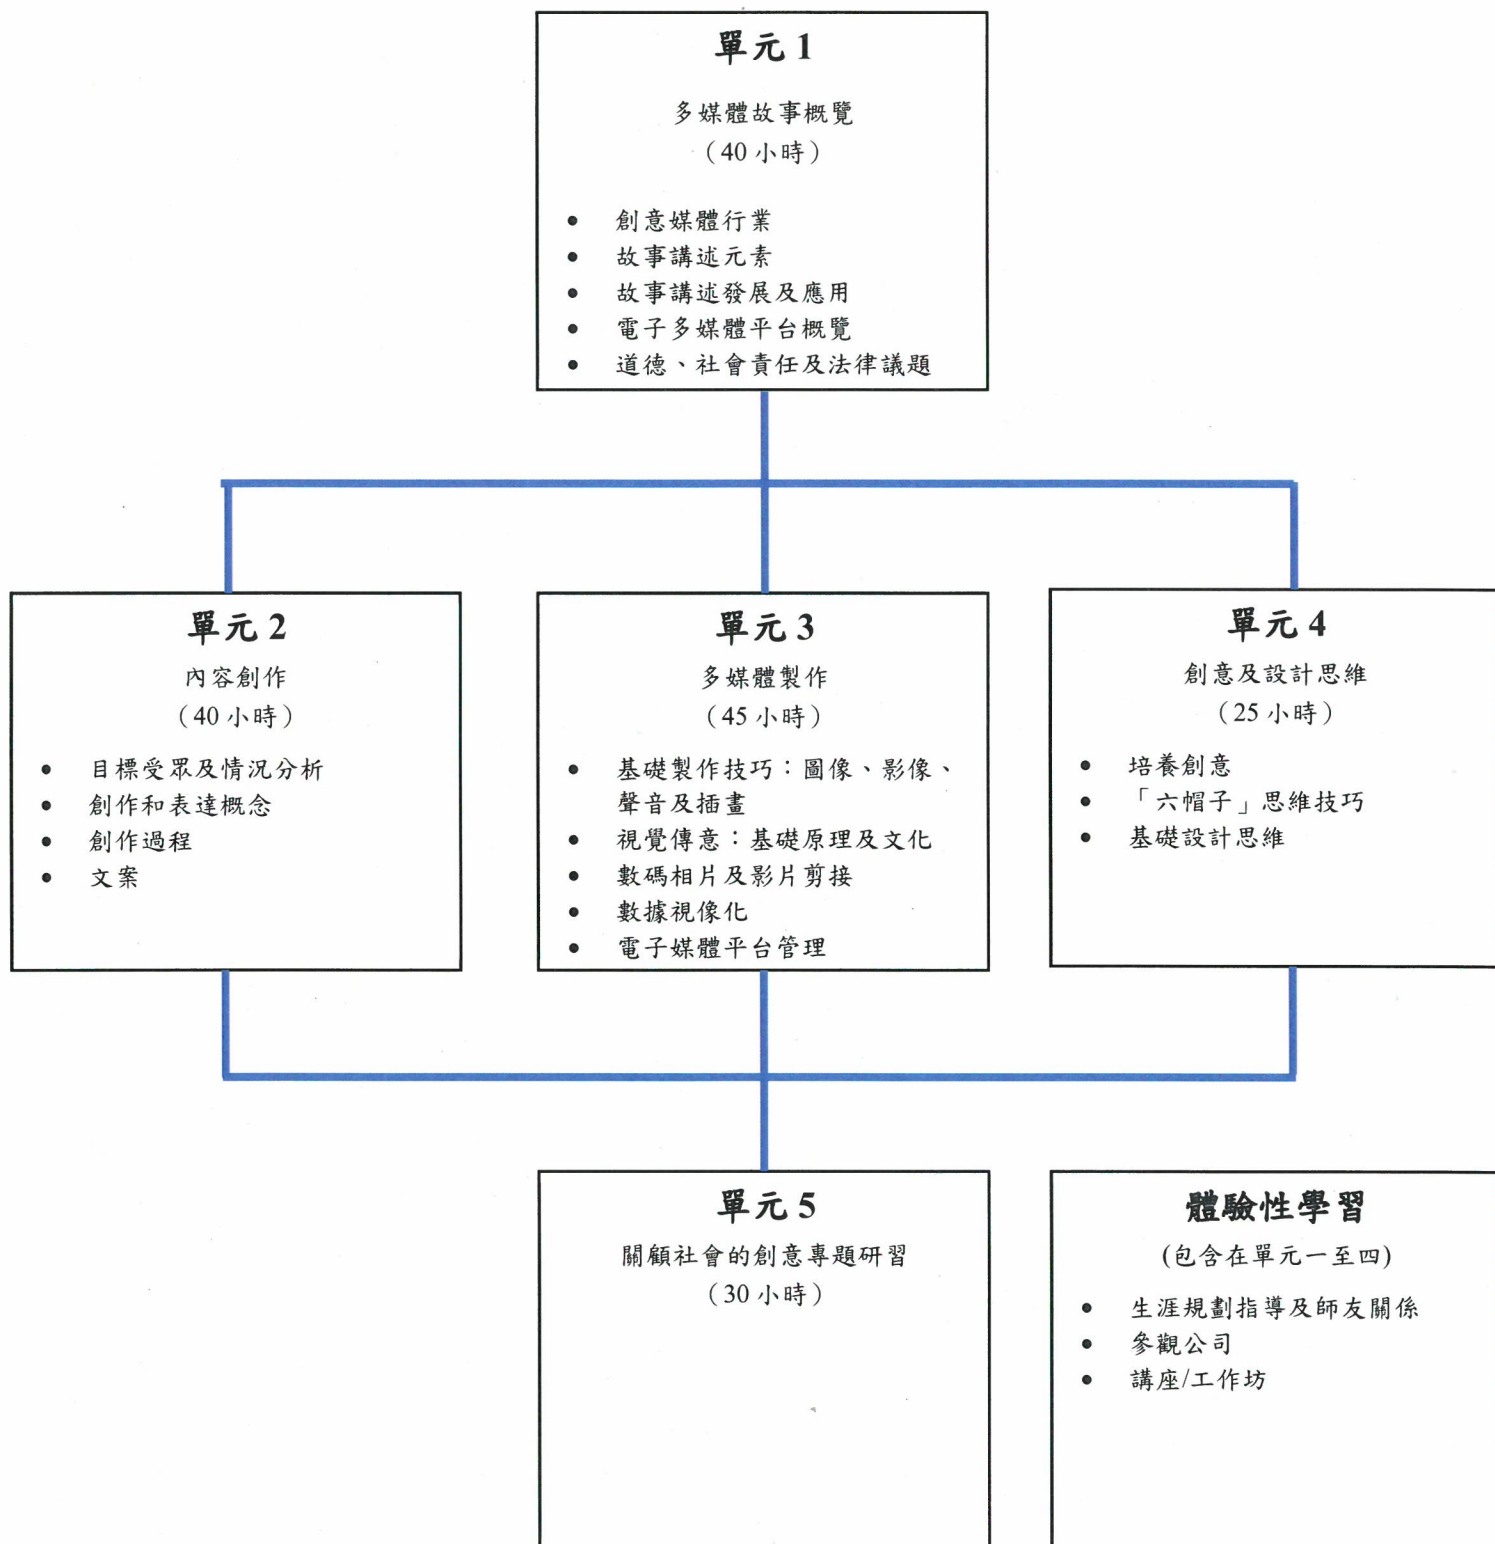 單元 1
多媒體故事概覽
（40 小時）
• 創意媒體行業
• 故事講述元素
• 故事講述發展及應用
• 電子多媒體平台概覽
• 道德、社會責任及法律議題
單元 2
內容創作
（40 小時）
• 目標受眾及情況分析
• 創作和表達概念
• 創作過程
• 文案
單元 3
多媒體製作
（45 小時）
• 基礎製作技巧：圖像、影像、
聲音及插畫
• 視覺傳意：基礎原理及文化
• 數碼相片及影片剪接
• 數據視像化
• 電子媒體平台管理
單元 4
創意及設計思維
（25 小時）
• 培養創意
• 「六帽子」思維技巧
• 基礎設計思維
單元 5
關顧社會的創意專題研習
（30 小時）
體驗性學習
(包含在單元一至四)
• 生涯規劃指導及師友關係
• 參觀公司
• 講座/工作坊